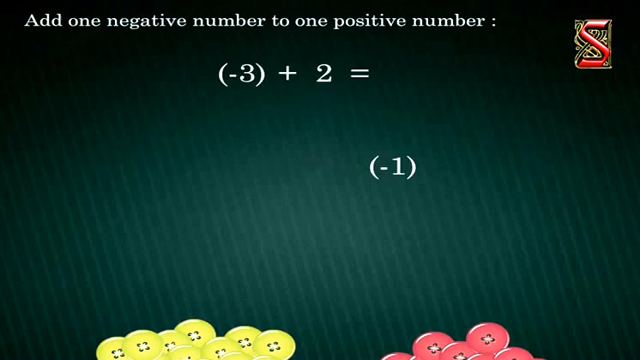 Add one negative number to one positive number :
S
(-3) + 2 =
(-1)